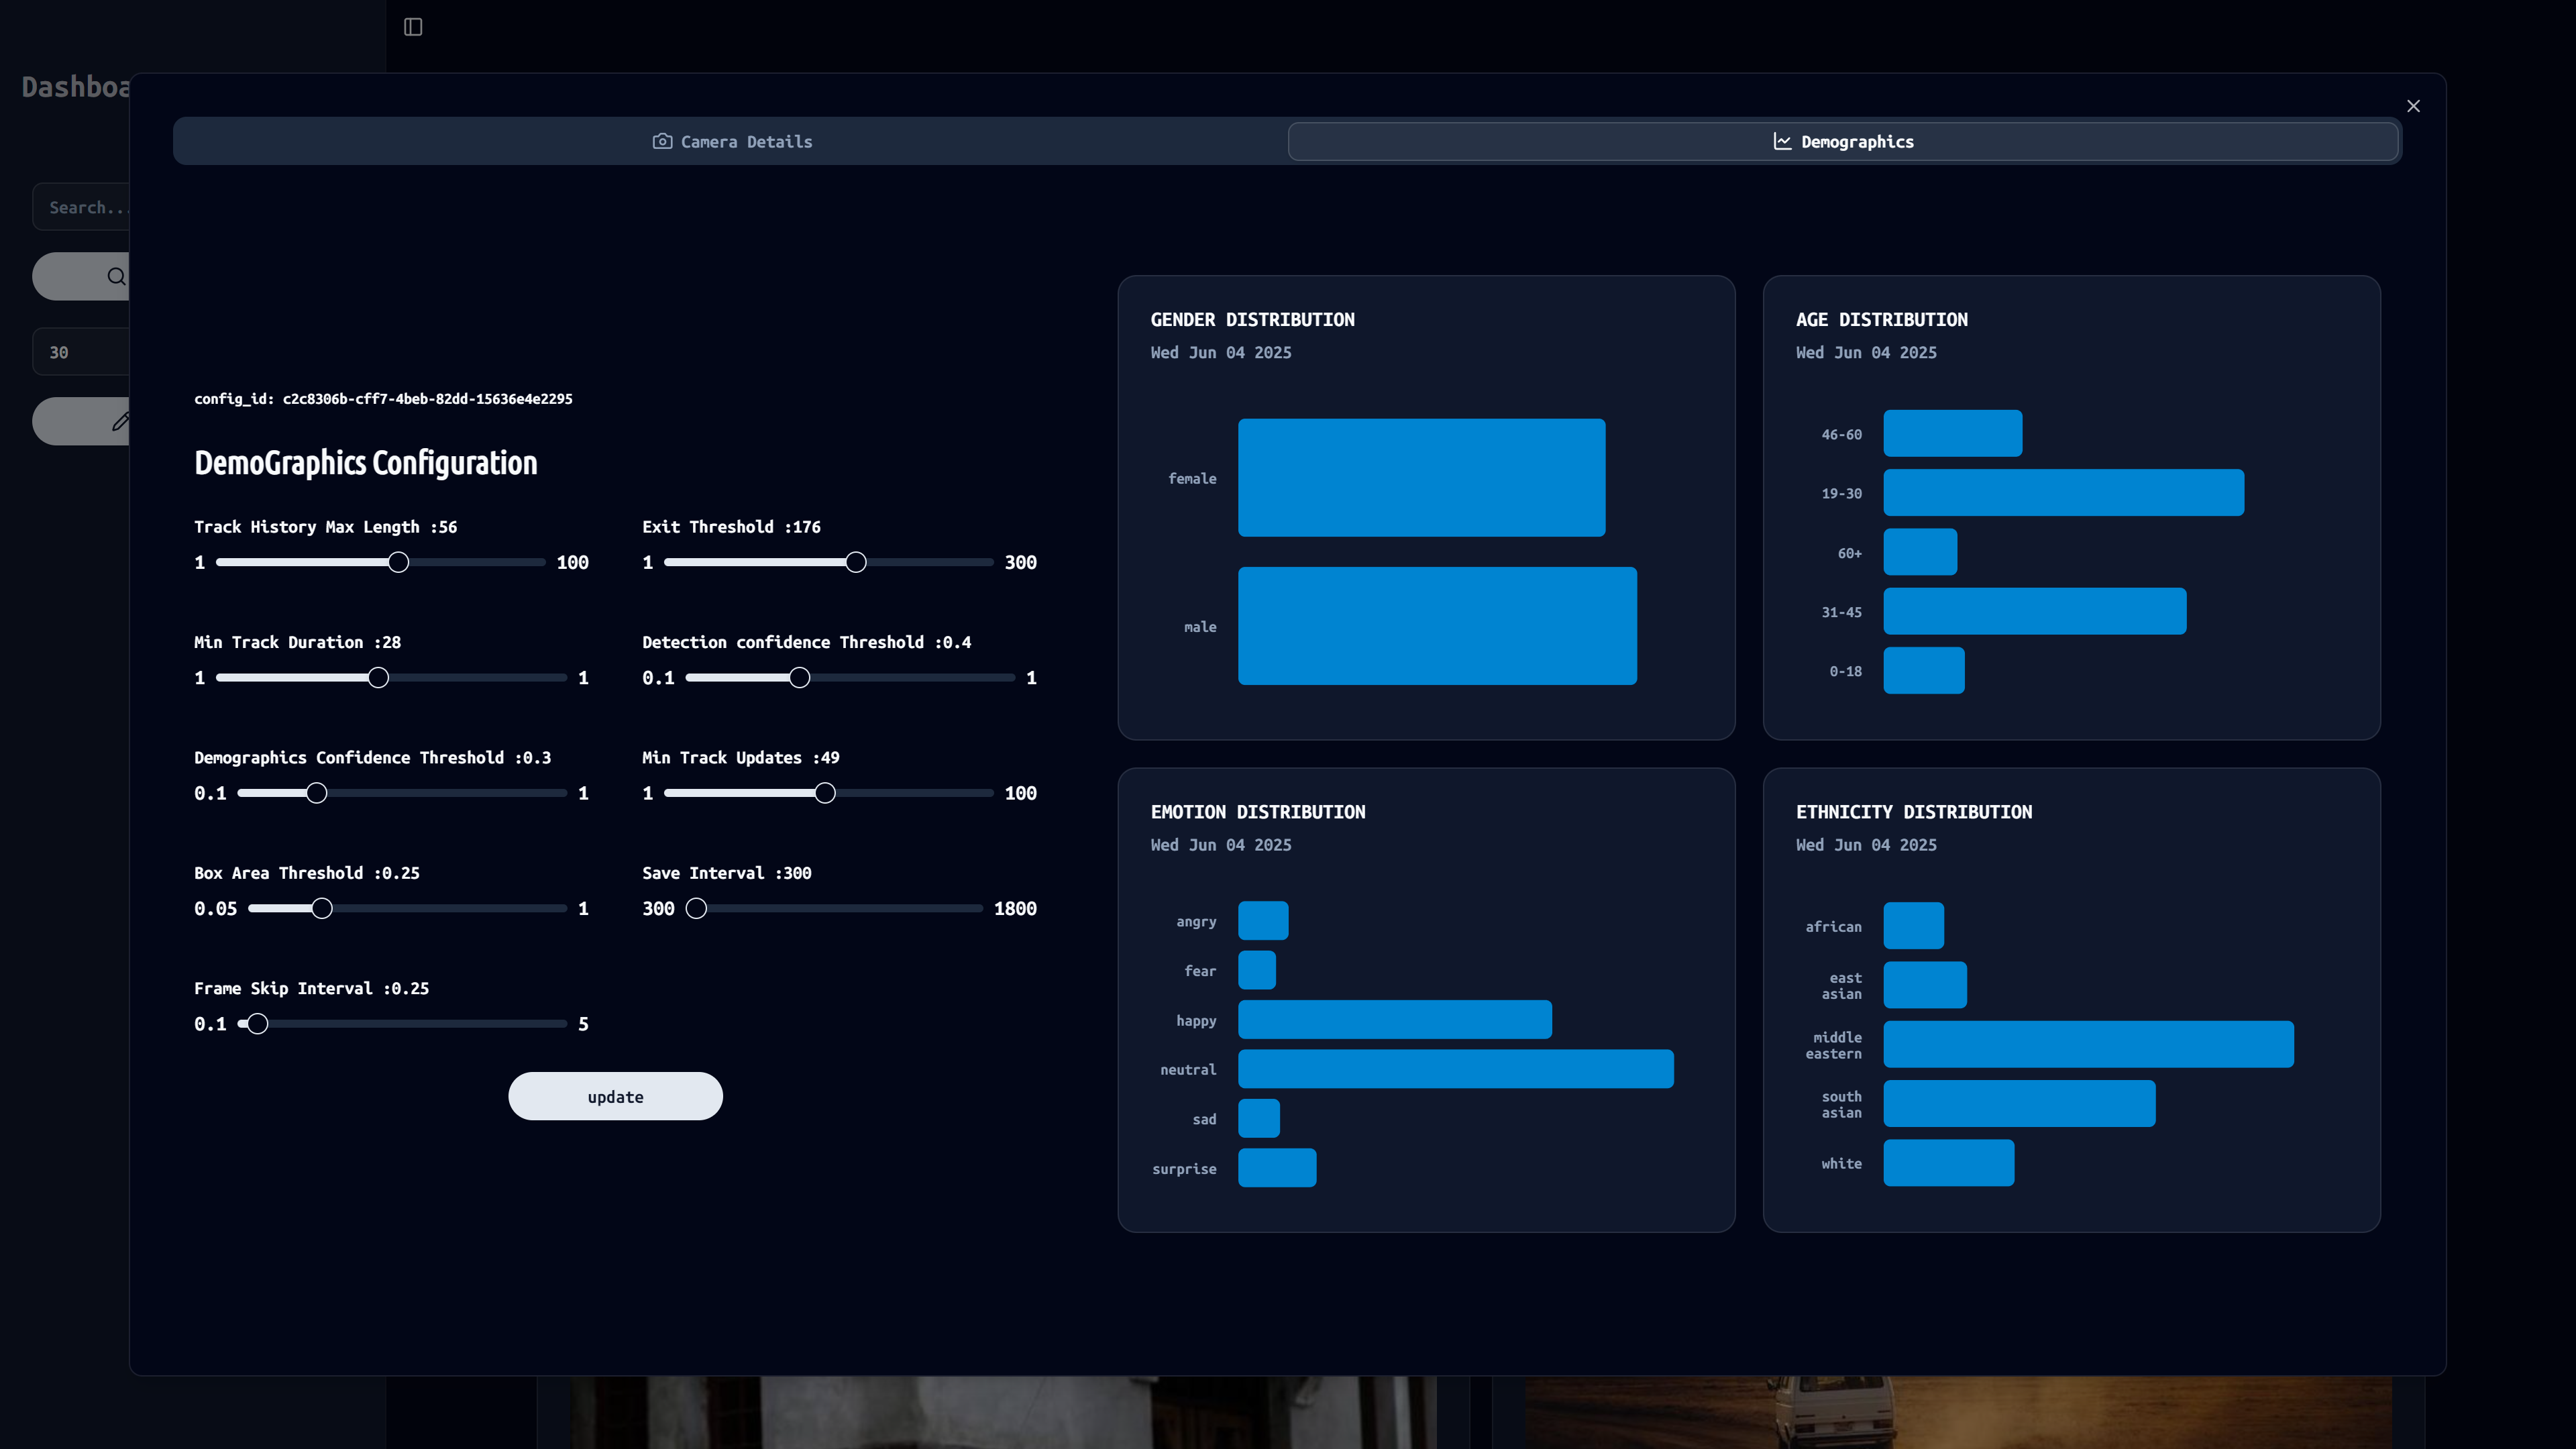 Dashboa
Search...
30
Camera Details
Demographics
config_id: c2c8306b-cff7-4beb-82dd-15636e4e2295
DemoGraphics Configuration
Track History Max Length :56
1 100
Exit Threshold :176
1 300
Min Track Duration :28
1 1
Detection confidence Threshold :0.4
0.1 1
Demographics Confidence Threshold :0.3
0.1 1
Min Track Updates :49
1 100
Box Area Threshold :0.25
0.05 1
Save Interval :300
300 1800
Frame Skip Interval :0.25
0.1 5
update
GENDER DISTRIBUTION
Wed Jun 04 2025
female
male
AGE DISTRIBUTION
Wed Jun 04 2025
46-60
19-30
60+
31-45
0-18
EMOTION DISTRIBUTION
Wed Jun 04 2025
angry
fear
happy
neutral
sad
surprise
ETHNICITY DISTRIBUTION
Wed Jun 04 2025
african
east
asian
middle
eastern
south
asian
white